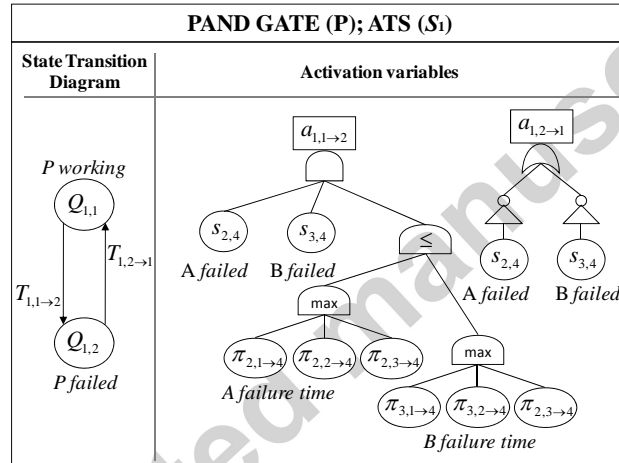 PAND GATE (P); ATS (S₁)
State Transition Diagram
Activation variables
P working
Q₁,₁
T₁,₁→₂
T₁,₂→₁
Q₁,₂
P failed
a₁,₁→₂
s₂,₄
A failed
s₃,₄
B failed
≤
max
π₂,₁→₄
π₂,₂→₄
π₂,₃→₄
A failure time
max
π₃,₁→₄
π₃,₂→₄
π₂,₃→₄
B failure time
a₁,₂→₁
s₂,₄
A failed
s₃,₄
B failed
ted manuse